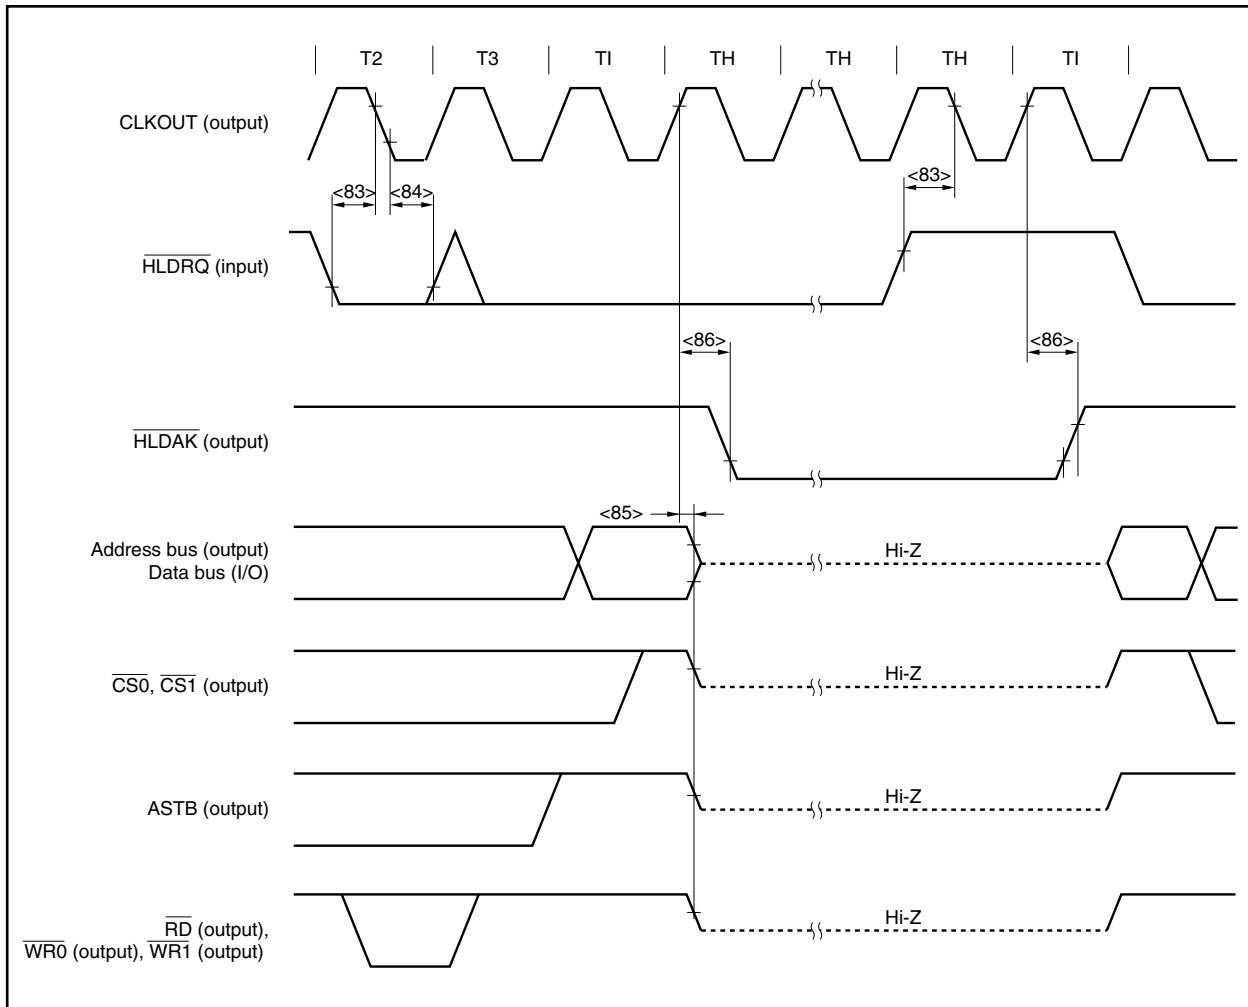 T2 T3 TI TH TH TH TI
CLKOUT (output)
<83> <84> <83>
HLDRQ (input)
<86> <86>
HLDAK (output)
<85>
Address bus (output)
Data bus (I/O)
Hi-Z
CS0, CS1 (output)
Hi-Z
ASTB (output)
Hi-Z
RD (output),
WR0 (output), WR1 (output)
Hi-Z